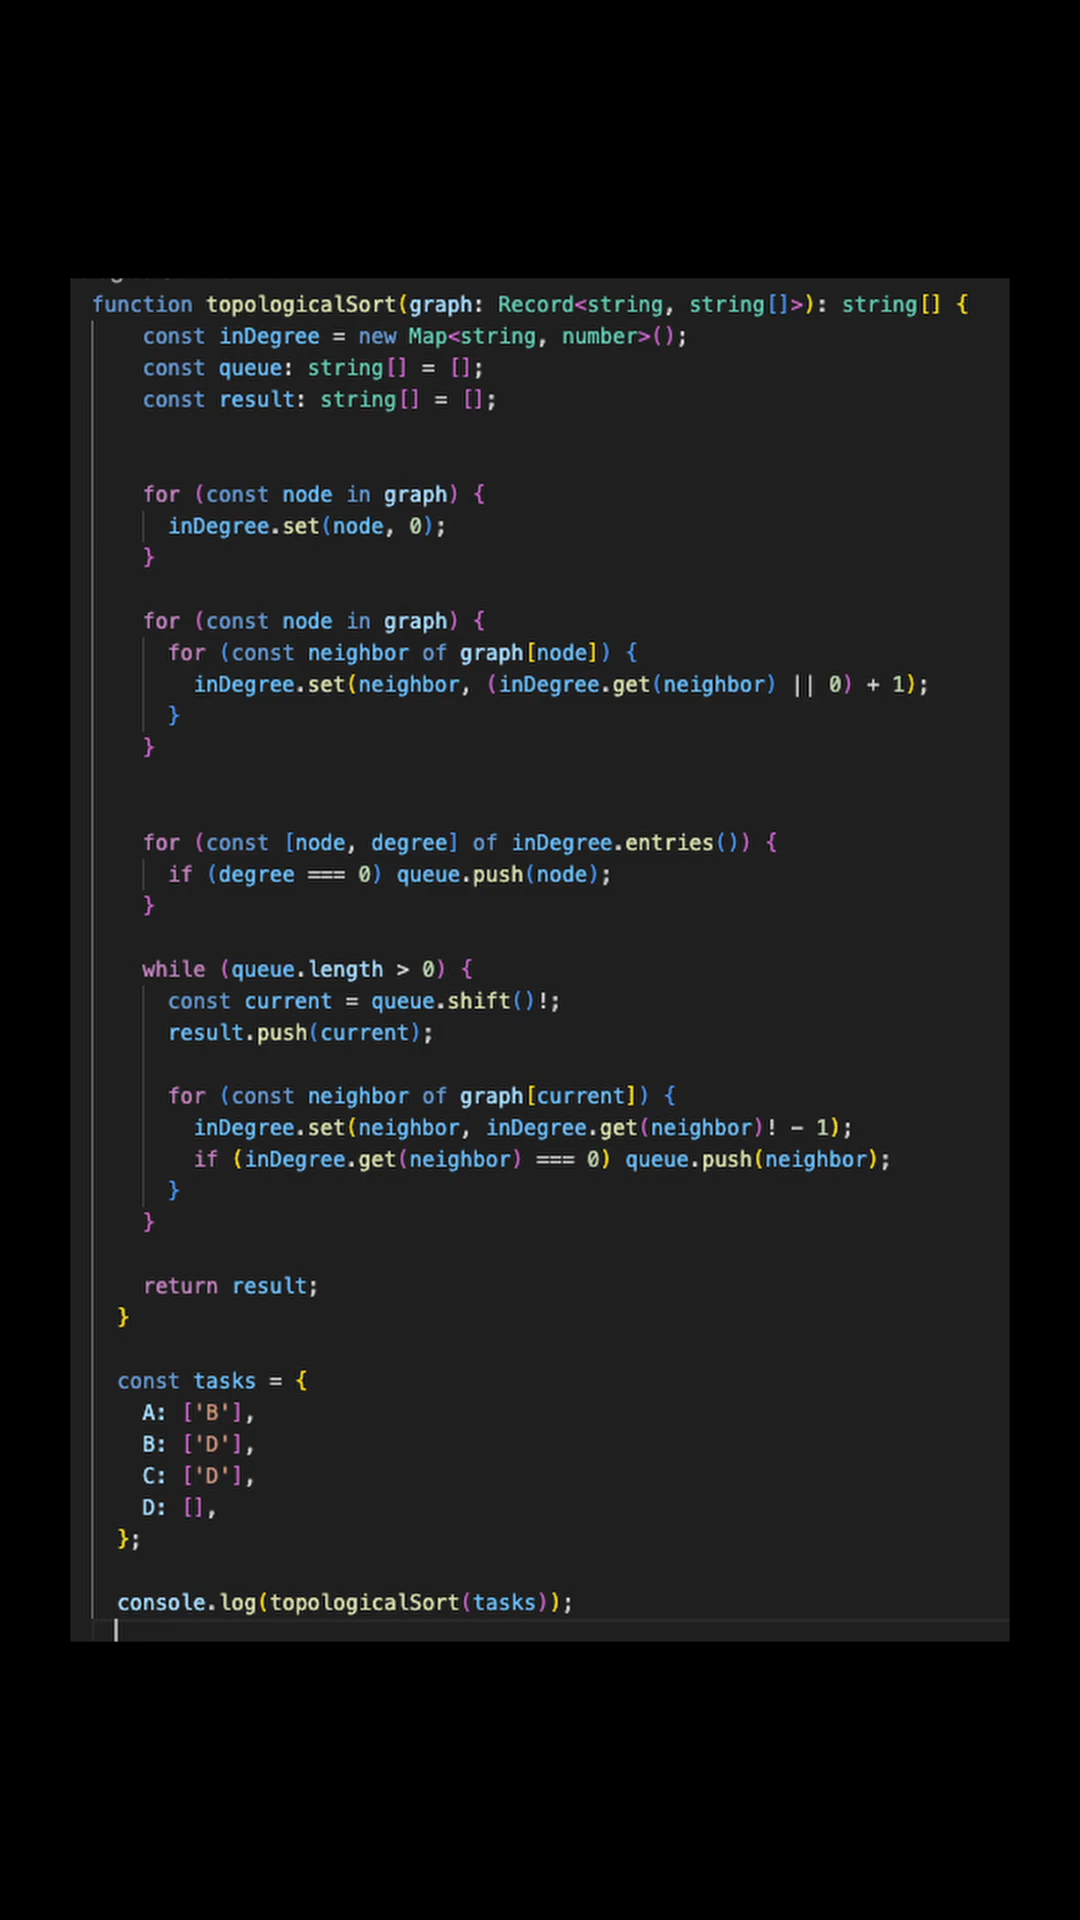 function topologicalSort(graph: Record<string, string[]>): string[] {
    const inDegree = new Map<string, number>();
    const queue: string[] = [];
    const result: string[] = [];
    for (const node in graph) {
      inDegree.set(node, 0);
    }
    for (const node in graph) {
      for (const neighbor of graph[node]) {
        inDegree.set(neighbor, (inDegree.get(neighbor) || 0) + 1);
      }
    }
    for (const [node, degree] of inDegree.entries()) {
      if (degree === 0) queue.push(node);
    }
    while (queue.length > 0) {
      const current = queue.shift()!;
      result.push(current);
      for (const neighbor of graph[current]) {
        inDegree.set(neighbor, inDegree.get(neighbor)! - 1);
        if (inDegree.get(neighbor) === 0) queue.push(neighbor);
      }
    }
    return result;
  }
  const tasks = {
    A: ['B'],
    B: ['D'],
    C: ['D'],
    D: [],
  };
  console.log(topologicalSort(tasks));